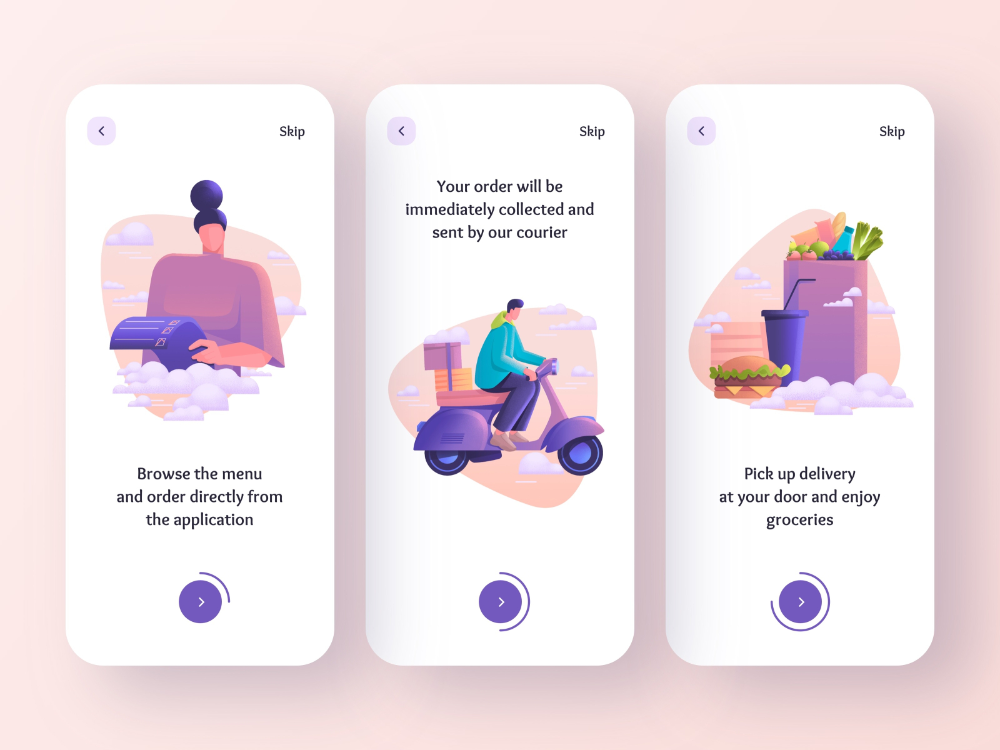 Skip
Browse the menu
and order directly from
the application
Skip
Your order will be
immediately collected and
sent by our courier
Skip
Pick up delivery
at your door and enjoy
groceries